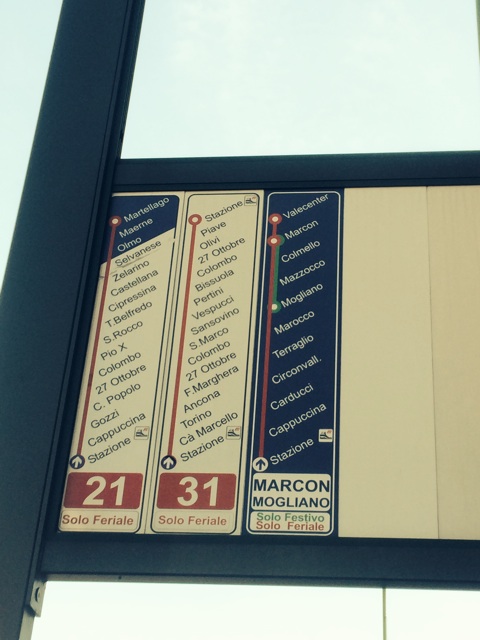 Martellago
Maerne
Olmo
Selvanese
Zelarino
Castellana
Cipressina
T.Belfredo
S.Rocco
Pio X
Colombo
27 Ottobre
C. Popolo
Gozzi
Cappuccina
Stazione
21
Solo Feriale
Stazione
Piave
Olivi
27 Ottobre
Colombo
Bissuola
Pertini
Vespucci
Sansovino
S.Marco
Colombo
27 Ottobre
F.Marghera
Ancona
Torino
Cà Marcello
Stazione
31
Solo Feriale
Valecenter
Marcon
Colmello
Mazzocco
Mogliano
Marocco
Terraglio
Circonvall.
Carducci
Cappuccina
Stazione
MARCON
MOGLIANO
Solo Festivo
Solo Feriale